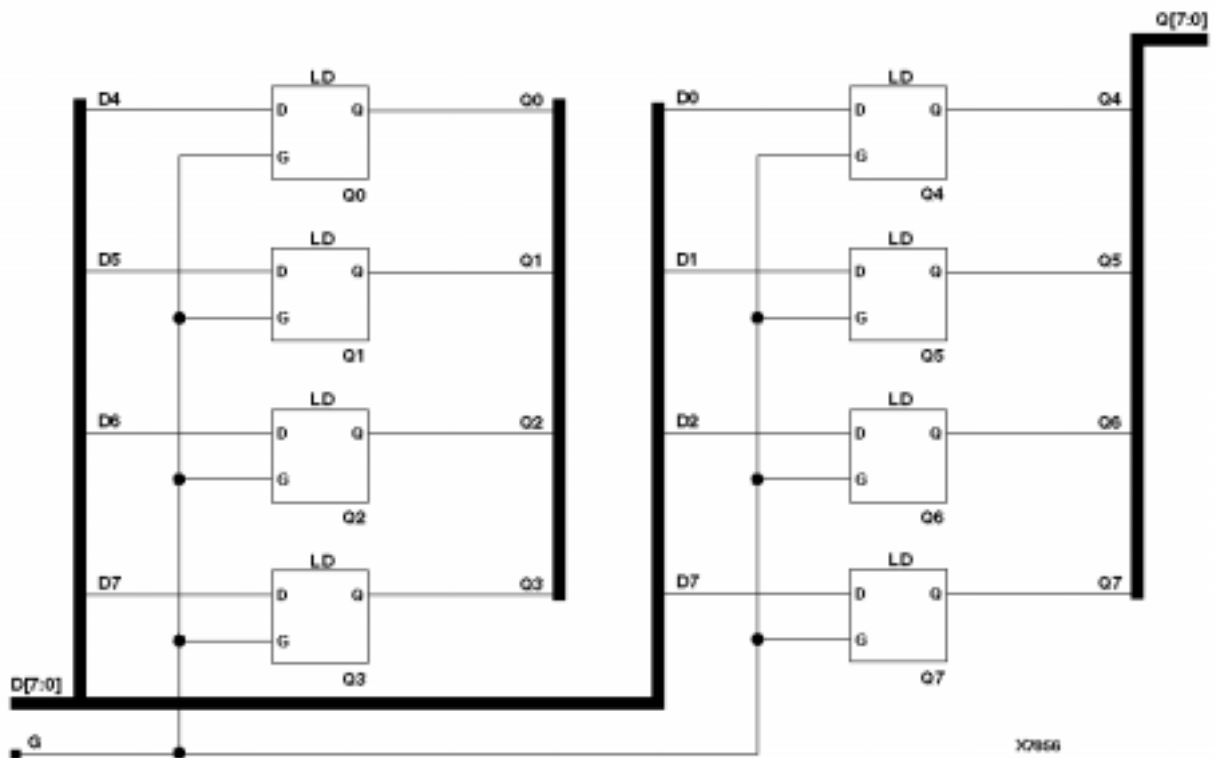 Q[7:0]
LD LD
D4 D Q Q0 D0 D Q Q4
G G
Q0 Q4
LD LD
D5 D Q Q1 D1 D Q Q5
G G
Q1 Q5
LD LD
D6 D Q Q2 D2 D Q Q6
G G
Q2 Q6
LD LD
D7 D Q Q3 D7 D Q Q7
G G
Q3 Q7
D[7:0]
G
X7856